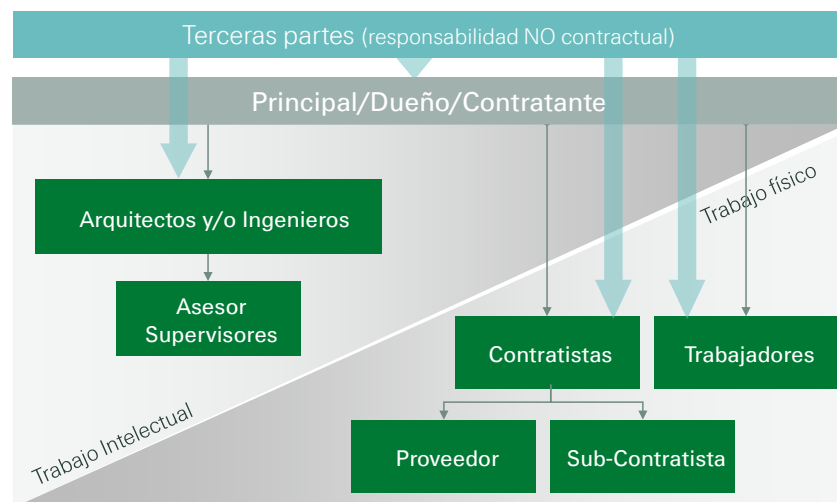 Terceras partes (responsabilidad NO contractual)
Principal/Dueño/Contratante
Arquitectos y/o Ingenieros
Trabajo físico
Asesor
Supervisores
Contratistas
Trabajadores
Trabajo Intelectual
Proveedor
Sub-Contratista